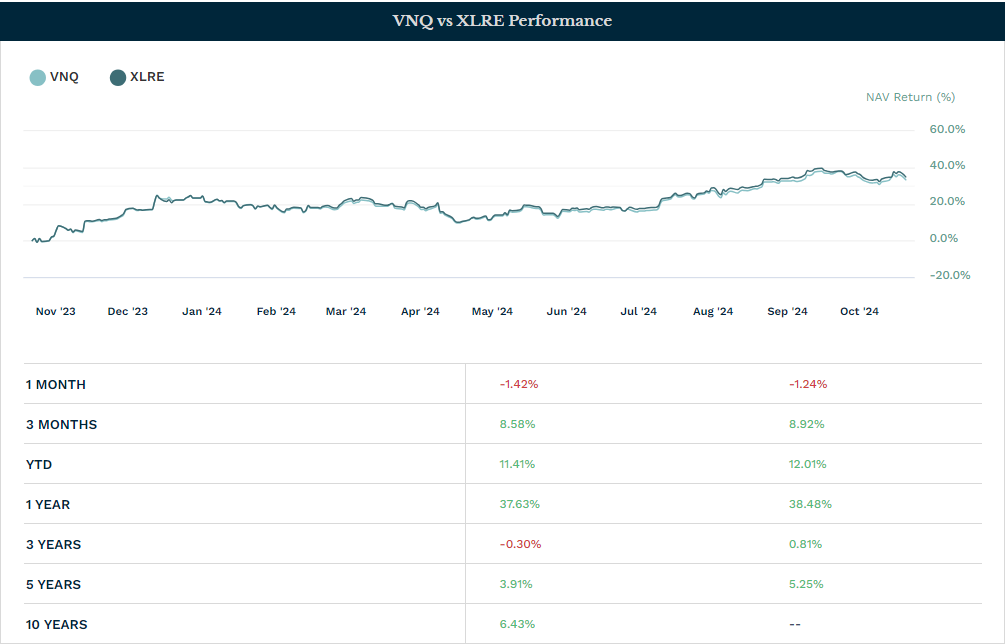 VNQ vs XLRE Performance
VNQ XLRE
NAV Return (%)
60.0%
40.0%
20.0%
0.0%
-20.0%
Nov '23 Dec '23 Jan '24 Feb '24 Mar '24 Apr '24 May '24 Jun '24 Jul '24 Aug '24 Sep '24 Oct '24
1 MONTH -1.42% -1.24%
3 MONTHS 8.58% 8.92%
YTD 11.41% 12.01%
1 YEAR 37.63% 38.48%
3 YEARS -0.30% 0.81%
5 YEARS 3.91% 5.25%
10 YEARS 6.43% --